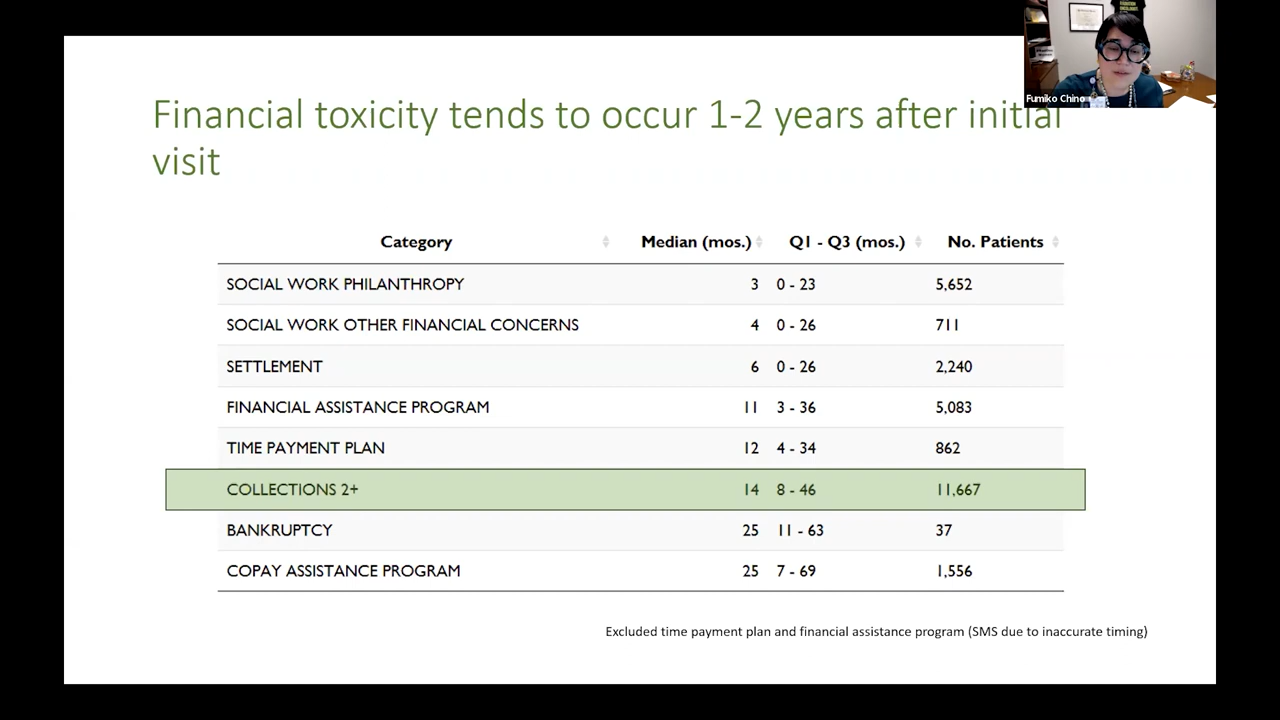 Financial toxicity tends to occur 1-2 years after initial
visit
Fumiko Chino
Category Median (mos.) Q1 - Q3 (mos.) No. Patients
SOCIAL WORK PHILANTHROPY 3 0 - 23 5,652
SOCIAL WORK OTHER FINANCIAL CONCERNS 4 0 - 26 711
SETTLEMENT 6 0 - 26 2,240
FINANCIAL ASSISTANCE PROGRAM 11 3 - 36 5,083
TIME PAYMENT PLAN 12 4 - 34 862
COLLECTIONS 2+ 14 8 - 46 11,667
BANKRUPTCY 25 11 - 63 37
COPAY ASSISTANCE PROGRAM 25 7 - 69 1,556
Excluded time payment plan and financial assistance program (SMS due to inaccurate timing)